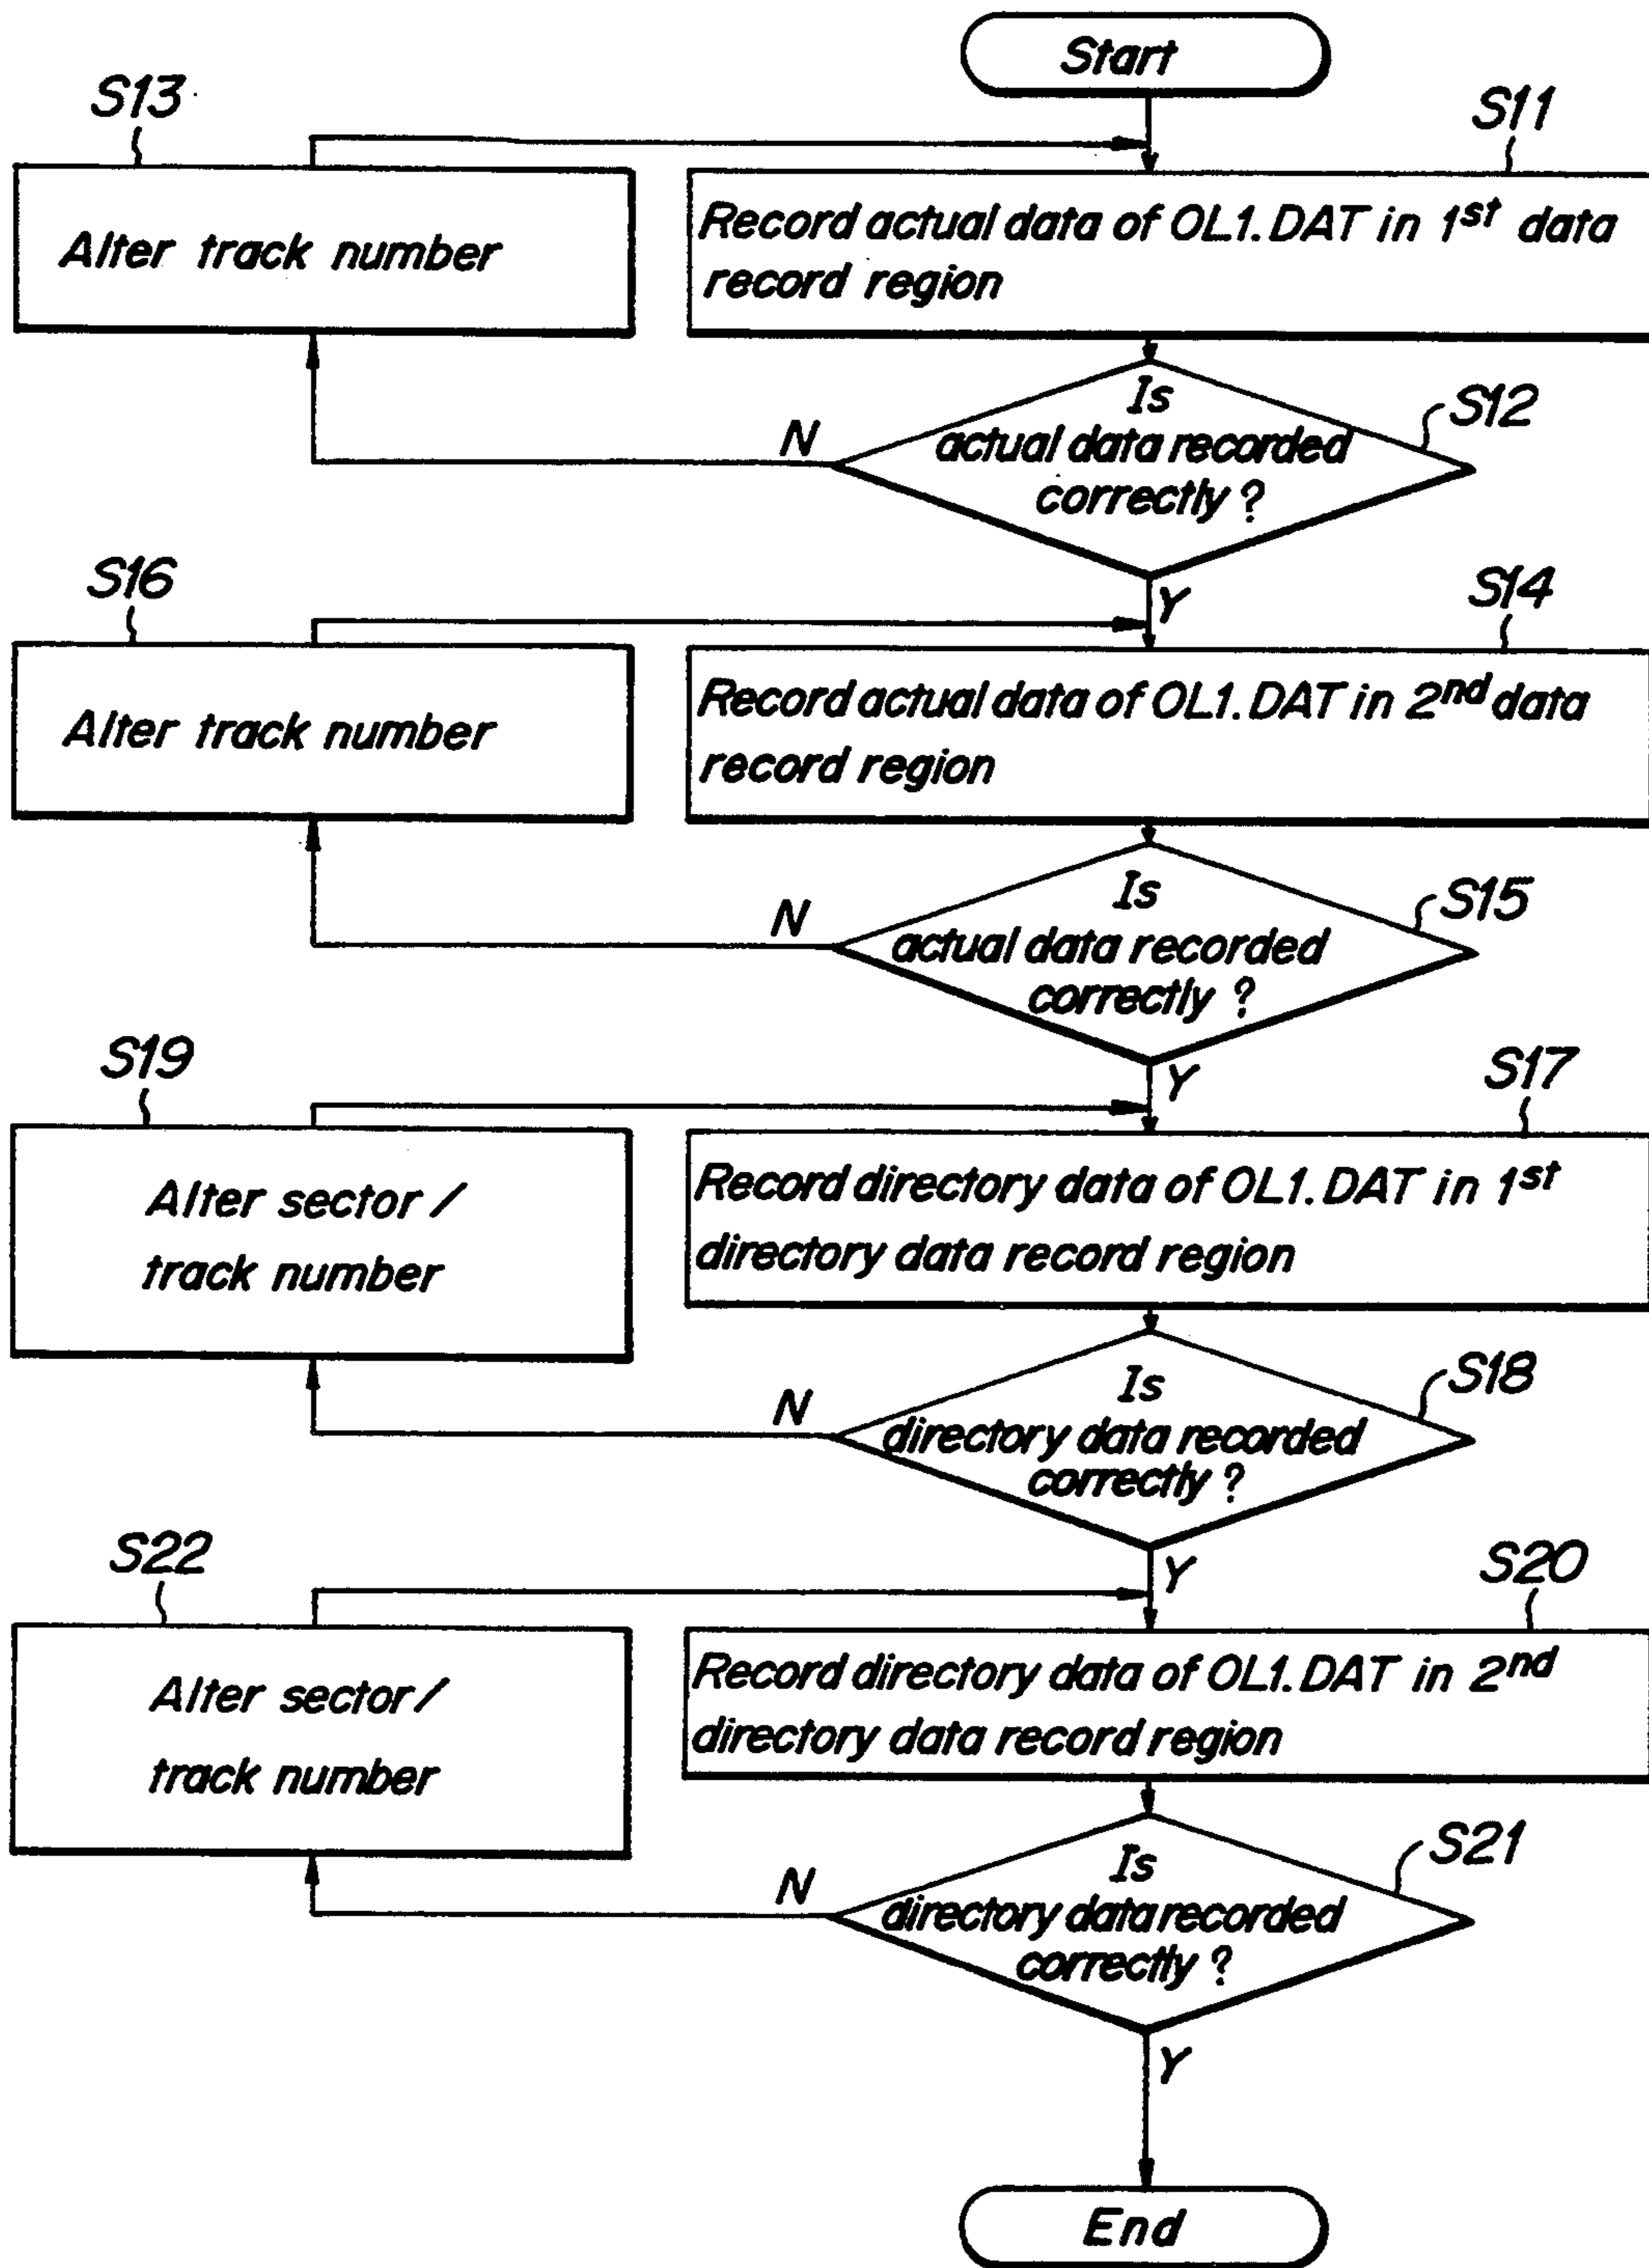 Start
S13
S11
Alter track number
Record actual data of OL1.DAT in 1st data
record region
Is
actual data recorded
correctly?
S12
N
Y
S16
S14
Alter track number
Record actual data of OL1.DAT in 2nd data
record region
Is
actual data recorded
correctly?
S15
N
Y
S19
S17
Alter sector/
track number
Record directory data of OL1.DAT in 1st
directory data record region
Is
directory data recorded
correctly?
S18
N
Y
S22
S20
Alter sector/
track number
Record directory data of OL1.DAT in 2nd
directory data record region
Is
directory data recorded
correctly?
S21
N
Y
End